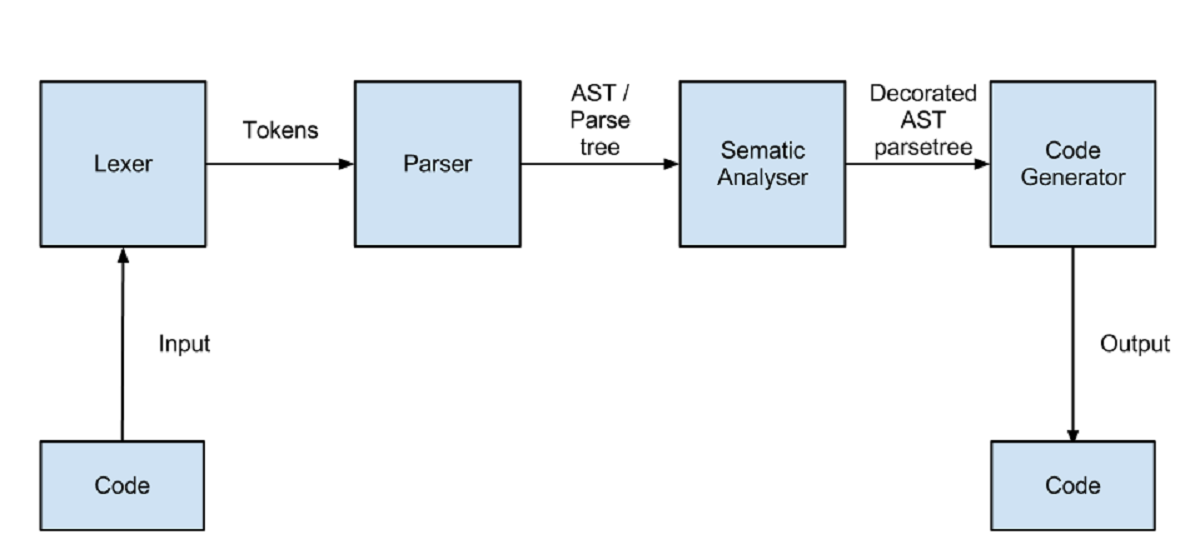 Lexer
Tokens
Parser
AST /
Parse
tree
Sematic
Analyser
Decorated
AST
parsetree
Code
Generator
Input
Output
Code
Code